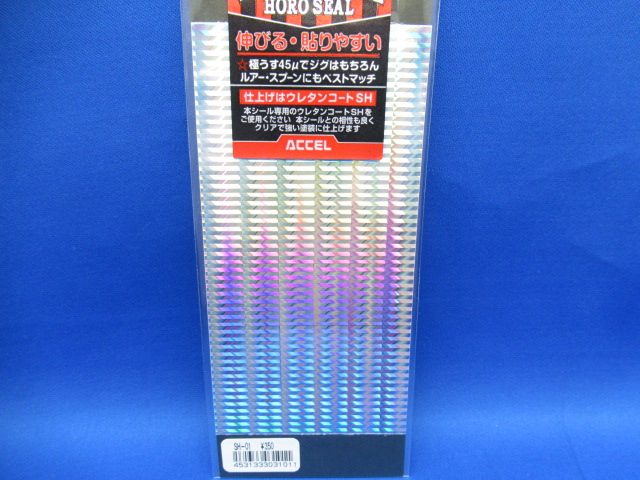 HORO SEAL
伸びる・貼りやすい
☆極うす45μでジグはもちろん
ルアー・スプーンにもベストマッチ
仕上げはウレタンコートSH
本シール専用のウレタンコートSHを
ご使用ください 本シールとの相性も良く
クリアで強い塗装に仕上げます
ACCEL
SH-01 ¥350
4531333031011